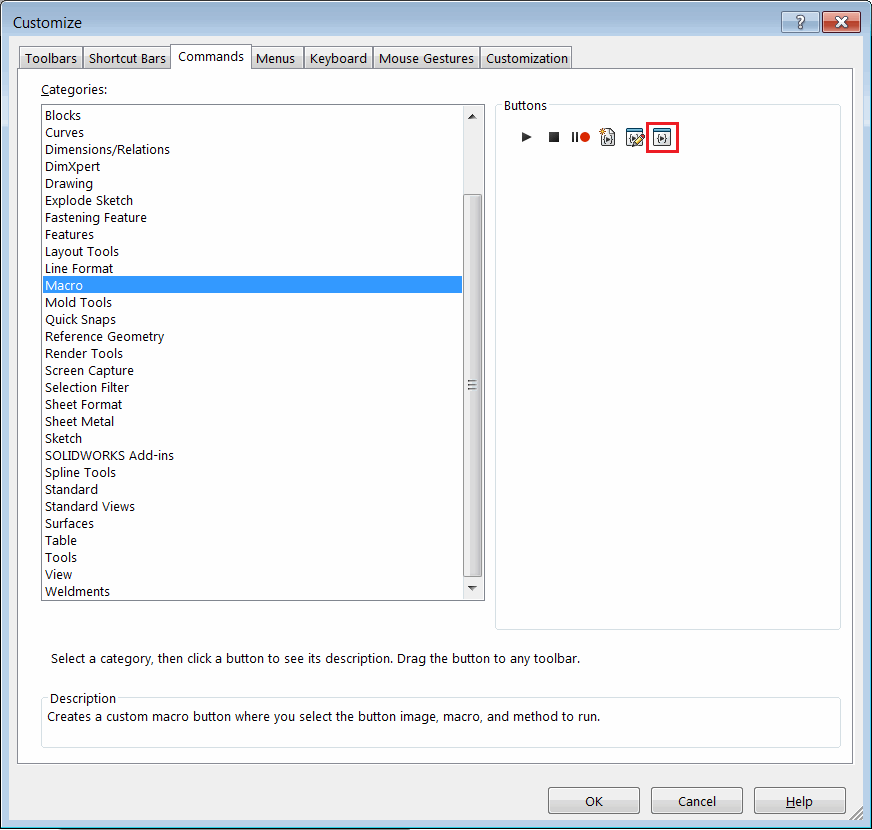 Customize
Toolbars Shortcut Bars Commands Menus Keyboard Mouse Gestures Customization
Categories:
Blocks
Curves
Dimensions/Relations
DimXpert
Drawing
Explode Sketch
Fastening Feature
Features
Layout Tools
Line Format
Macro
Mold Tools
Quick Snaps
Reference Geometry
Render Tools
Screen Capture
Selection Filter
Sheet Format
Sheet Metal
Sketch
SOLIDWORKS Add-ins
Spline Tools
Standard
Standard Views
Surfaces
Table
Tools
View
Weldments
Buttons
Select a category, then click a button to see its description. Drag the button to any toolbar.
Description
Creates a custom macro button where you select the button image, macro, and method to run.
OK Cancel Help